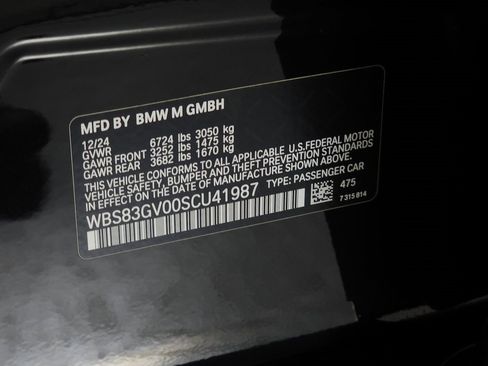 MFD BY BMW M GMBH
12/24
GVWR 6724 lbs 3050 kg
GAWR FRONT 3252 lbs 1475 kg
GAWR REAR 3682 lbs 1670 kg
THIS VEHICLE CONFORMS TO ALL APPLICABLE U.S.FEDERAL MOTOR
VEHICLE SAFETY, BUMPER AND THEFT PREVENTION STANDARDS
IN EFFECT ON THE DATE OF MANUFACTURE SHOWN ABOVE.
WBS83GV00SCU41987 TYPE: PASSENGER CAR
475
7 315 814